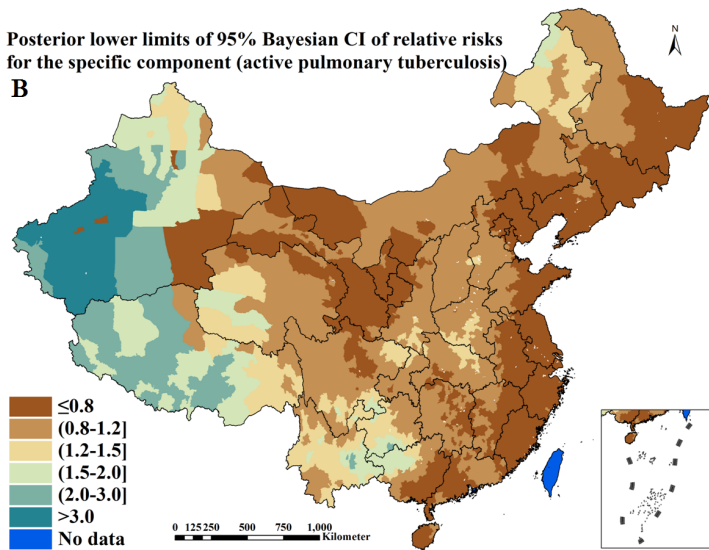 Posterior lower limits of 95% Bayesian CI of relative risks
for the specific component (active pulmonary tuberculosis)
B
N
≤0.8
(0.8-1.2]
(1.2-1.5]
(1.5-2.0]
(2.0-3.0]
>3.0
No data
0 125 250 500 750 1,000
Kilometer